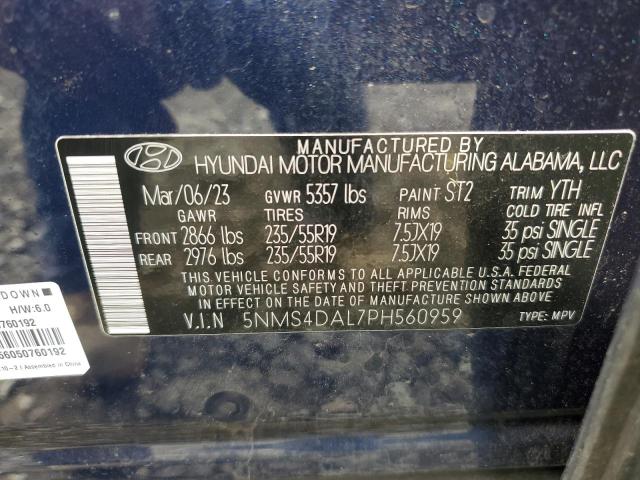 MANUFACTURED BY
HYUNDAI MOTOR MANUFACTURING ALABAMA, LLC
Mar/06/23 GVWR 5357 lbs PAINT ST2 TRIM YTH
GAWR TIRES RIMS COLD TIRE INFL
FRONT 2866 lbs 235/55R19 7.5JX19 35 psi SINGLE
REAR 2976 lbs 235/55R19 7.5JX19 35 psi SINGLE
THIS VEHICLE CONFORMS TO ALL APPLICABLE U.S.A. FEDERAL
MOTOR VEHICLE SAFETY AND THEFT PREVENTION STANDARDS
IN EFFECT ON THE DATE OF MANUFACTURE SHOWN ABOVE.
V.I.N 5NMS4DAL7PH560959 TYPE: MPV
DOWN
H/W:6.0
760192
56050760192
Assembled in China